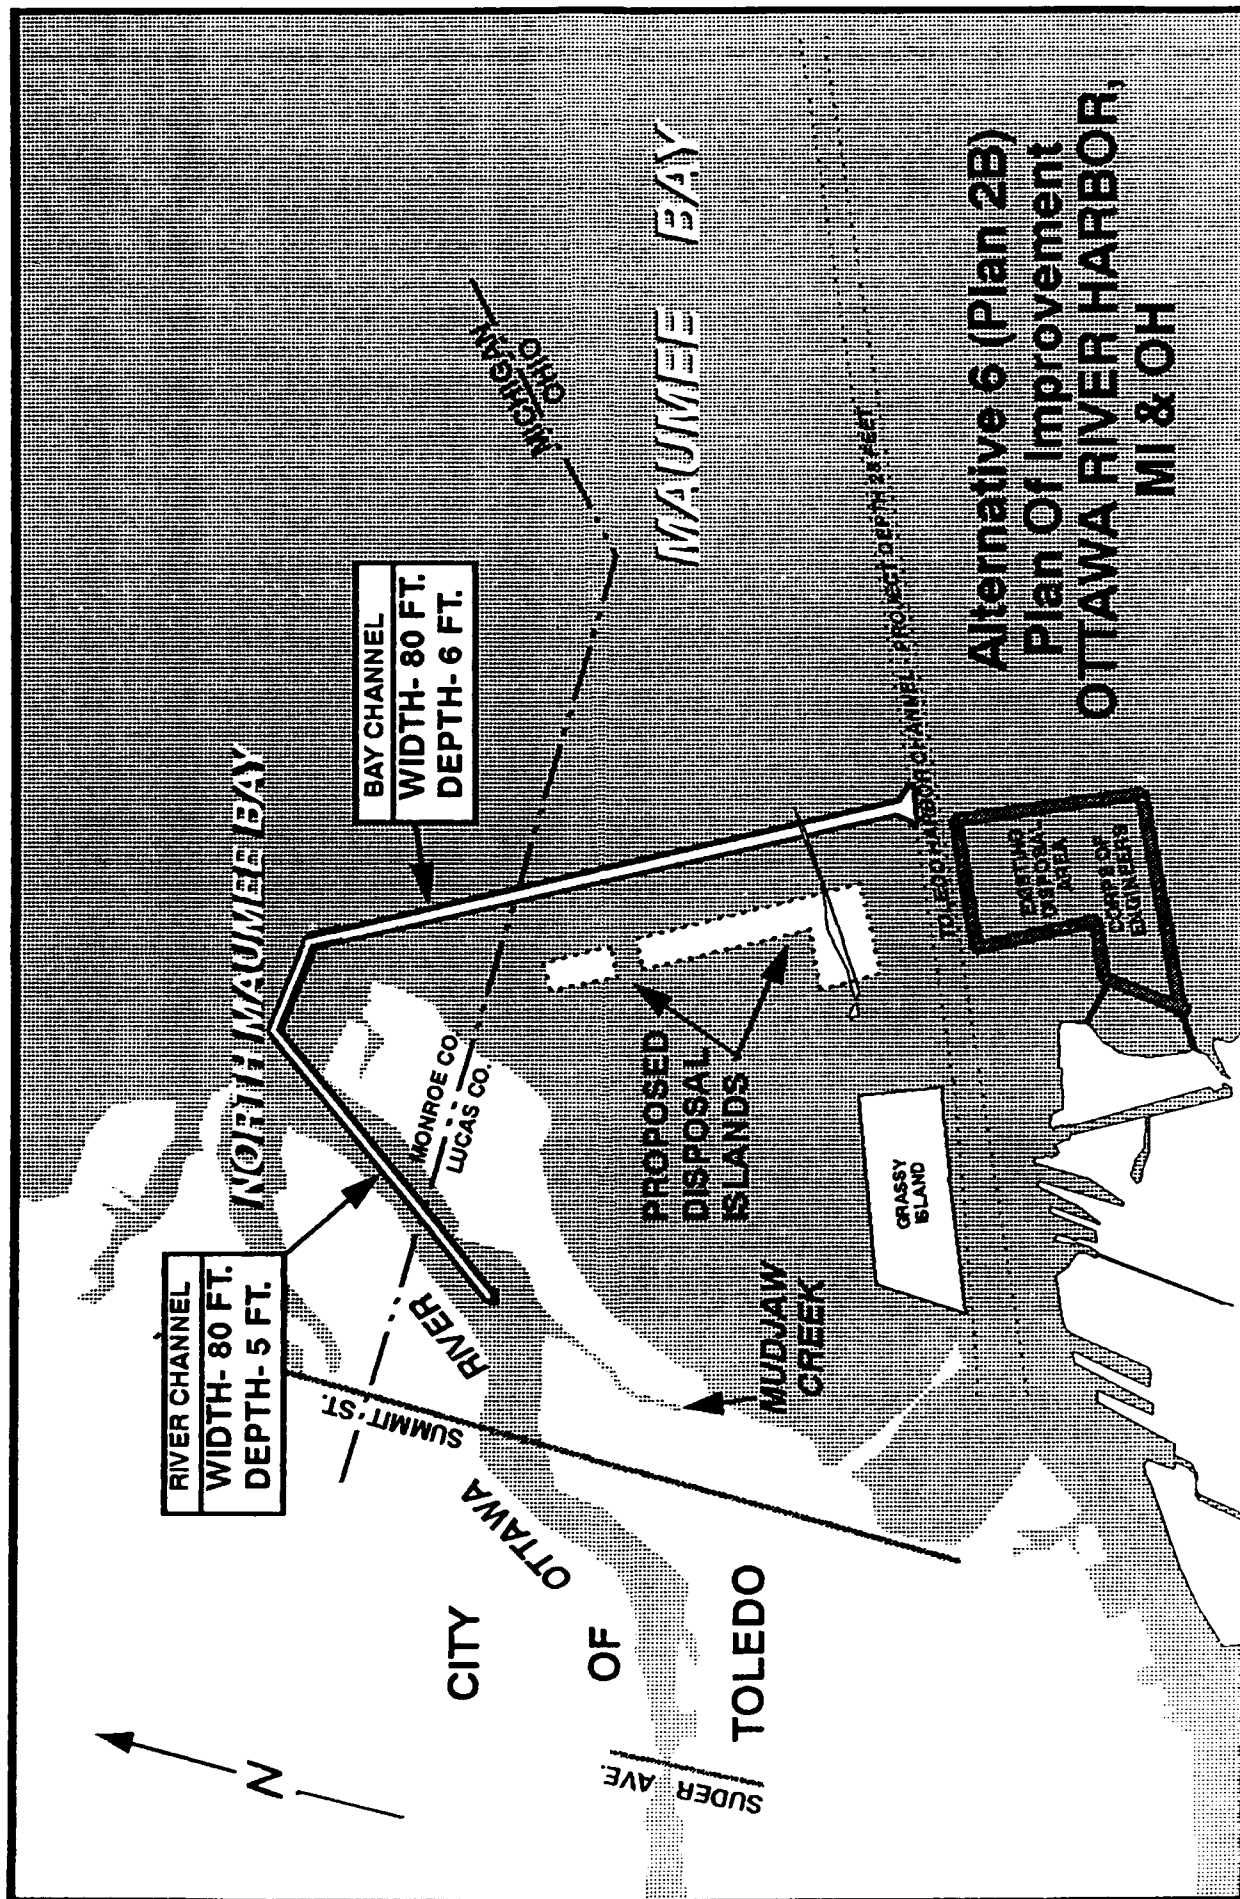 NORTH MAUMEE BAY
RIVER CHANNEL
WIDTH- 80 FT.
DEPTH- 5 FT.
BAY CHANNEL
WIDTH- 80 FT.
DEPTH- 6 FT.
N
MICHIGAN
OHIO
MONROE CO.
LUCAS CO.
SUMMIT ST.
OTTAWA
RIVER
CITY
OF
TOLEDO
SUDER AVE.
MAUMEE BAY
PROPOSED
DISPOSAL
ISLANDS
MUDJAW
CREEK
GRASSY
ISLAND
TOLEDO HARBOR CHANNEL - PROJECT DEPTH 28 FEET
EXISTING
DISPOSAL
AREA
CORPS OF
ENGINEERS
Alternative 6 (Plan 2B)
Plan Of Improvement
OTTAWA RIVER HARBOR,
MI & OH